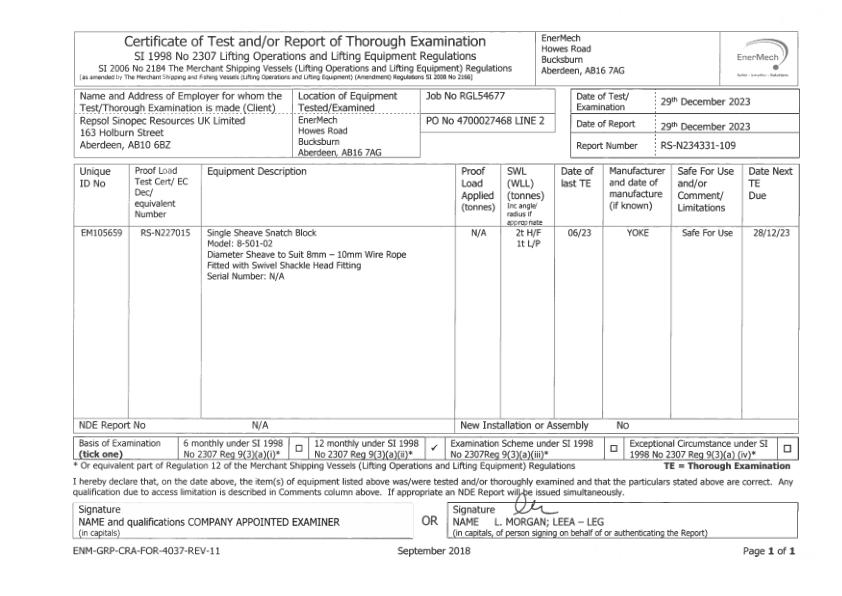 Certificate of Test and/or Report of Thorough Examination
SI 1998 No 2307 Lifting Operations and Lifting Equipment Regulations
SI 2006 No 2184 The Merchant Shipping Vessels (Lifting Operations and Lifting Equipment) Regulations
[as amended by The Merchant Shipping and Fishing Vessels (Lifting Operations and Lifting Equipment) (Amendment) Regulations SI 2008 No 2166]
EnerMech
Howes Road
Bucksburn
Aberdeen, AB16 7AG
EnerMech
Name and Address of Employer for whom the
Test/Thorough Examination is made (Client)
Repsol Sinopec Resources UK Limited
163 Holburn Street
Aberdeen, AB10 6BZ
Location of Equipment
Tested/Examined
EnerMech
Howes Road
Bucksburn
Aberdeen, AB16 7AG
Job No RGL54677
PO No 4700027468 LINE 2
Date of Test/
Examination
29th December 2023
Date of Report
29th December 2023
Report Number
RS-N234331-109
Unique
ID No
Proof Load
Test Cert/ EC
Dec/
equivalent
Number
Equipment Description
Proof
Load
Applied
(tonnes)
SWL
(WLL)
(tonnes)
Inc angle/
radius if
appropriate
Date of
last TE
Manufacturer
and date of
manufacture
(if known)
Safe For Use
and/or
Comment/
Limitations
Date Next
TE
Due
EM105659
RS-N227015
Single Sheave Snatch Block
Model: 8-501-02
Diameter Sheave to Suit 8mm – 10mm Wire Rope
Fitted with Swivel Shackle Head Fitting
Serial Number: N/A
N/A
2t H/F
1t L/P
06/23
YOKE
Safe For Use
28/12/23
NDE Report No N/A
New Installation or Assembly No
Basis of Examination
(tick one)
6 monthly under SI 1998
No 2307 Reg 9(3)(a)(i)*
12 monthly under SI 1998
No 2307 Reg 9(3)(a)(ii)*
✓
Examination Scheme under SI 1998
No 2307Reg 9(3)(a)(iii)*
Exceptional Circumstance under SI
1998 No 2307 Reg 9(3)(a) (iv)*
* Or equivalent part of Regulation 12 of the Merchant Shipping Vessels (Lifting Operations and Lifting Equipment) Regulations
TE = Thorough Examination
I hereby declare that, on the date above, the item(s) of equipment listed above was/were tested and/or thoroughly examined and that the particulars stated above are correct. Any
qualification due to access limitation is described in Comments column above. If appropriate an NDE Report will be issued simultaneously.
Signature
NAME and qualifications COMPANY APPOINTED EXAMINER
(in capitals)
OR
Signature
NAME L. MORGAN; LEEA – LEG
(in capitals, of person signing on behalf of or authenticating the Report)
ENM-GRP-CRA-FOR-4037-REV-11
September 2018
Page 1 of 1